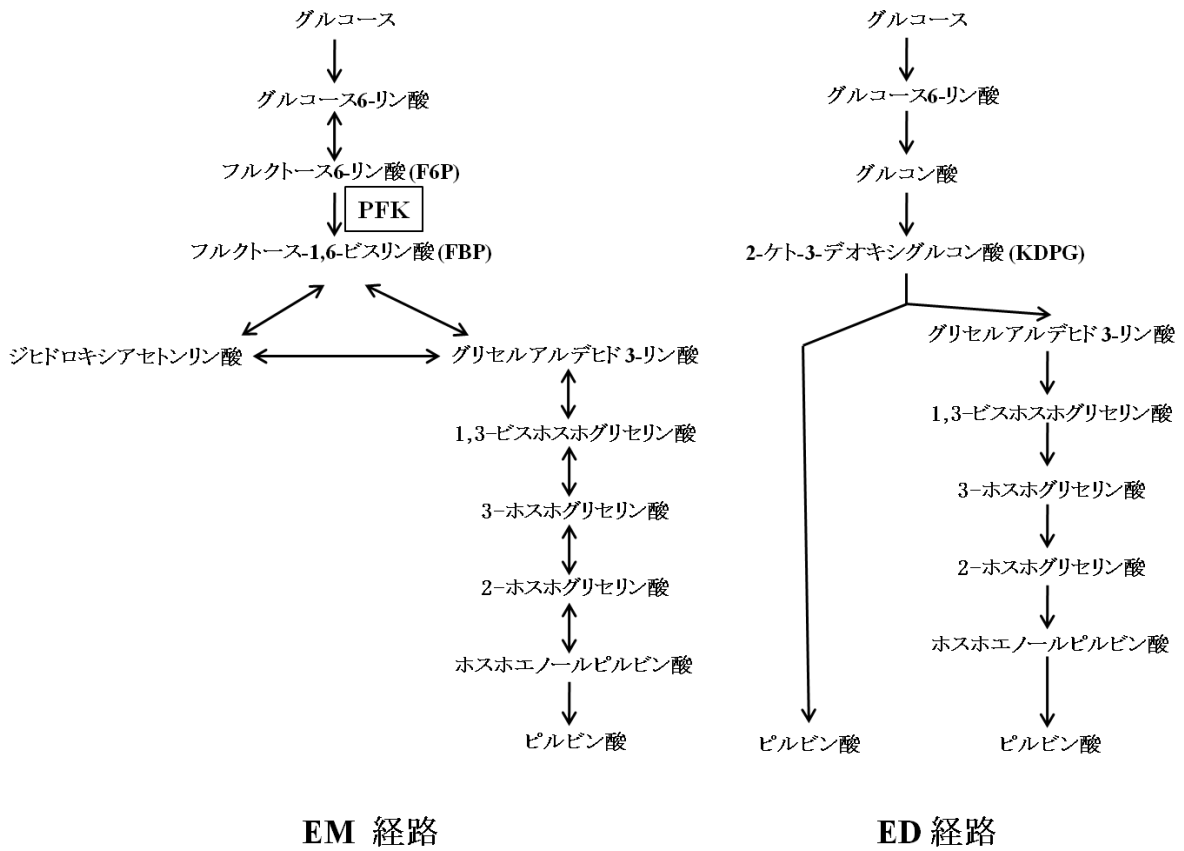 グルコース
グルコース6-リン酸
フルクトース6-リン酸(F6P)
PFK
フルクトース-1,6-ビスリン酸(FBP)
ジヒドロキシアセトンリン酸
グリセルアルデヒド3-リン酸
1,3-ビスホスホグリセリン酸
3-ホスホグリセリン酸
2-ホスホグリセリン酸
ホスホエノールピルビン酸
ピルビン酸
EM 経路
グルコース
グルコース6-リン酸
グルコン酸
2-ケト-3-デオキシグルコン酸(KDPG)
グリセルアルデヒド3-リン酸
1,3-ビスホスホグリセリン酸
3-ホスホグリセリン酸
2-ホスホグリセリン酸
ホスホエノールピルビン酸
ピルビン酸
ピルビン酸
ED 経路